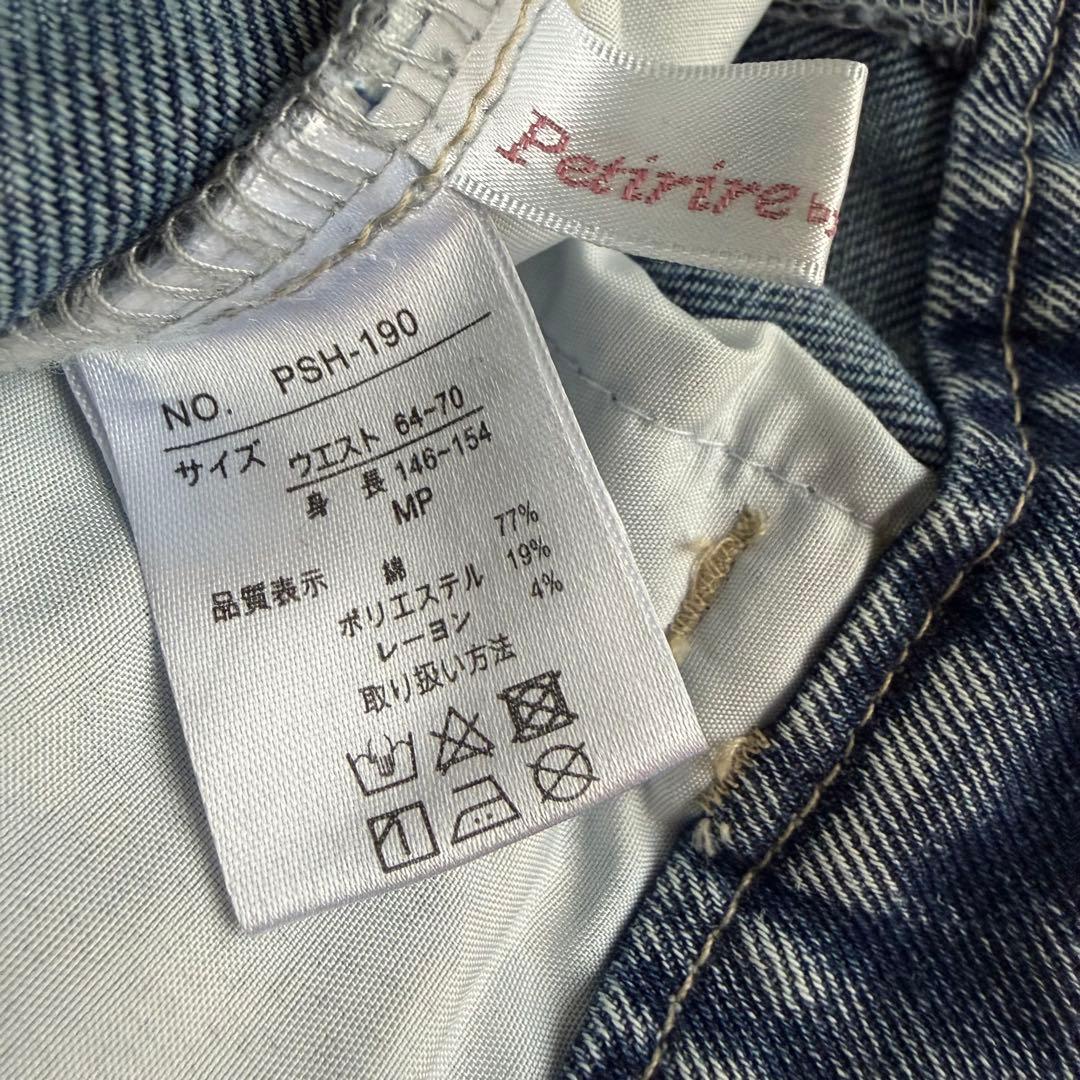 Petirire by
NO. PSH-190
サイズ ウエスト 64~70
身 長 146~154
MP
品質表示 綿 77%
ポリエステル 19%
レーヨン 4%
取り扱い方法